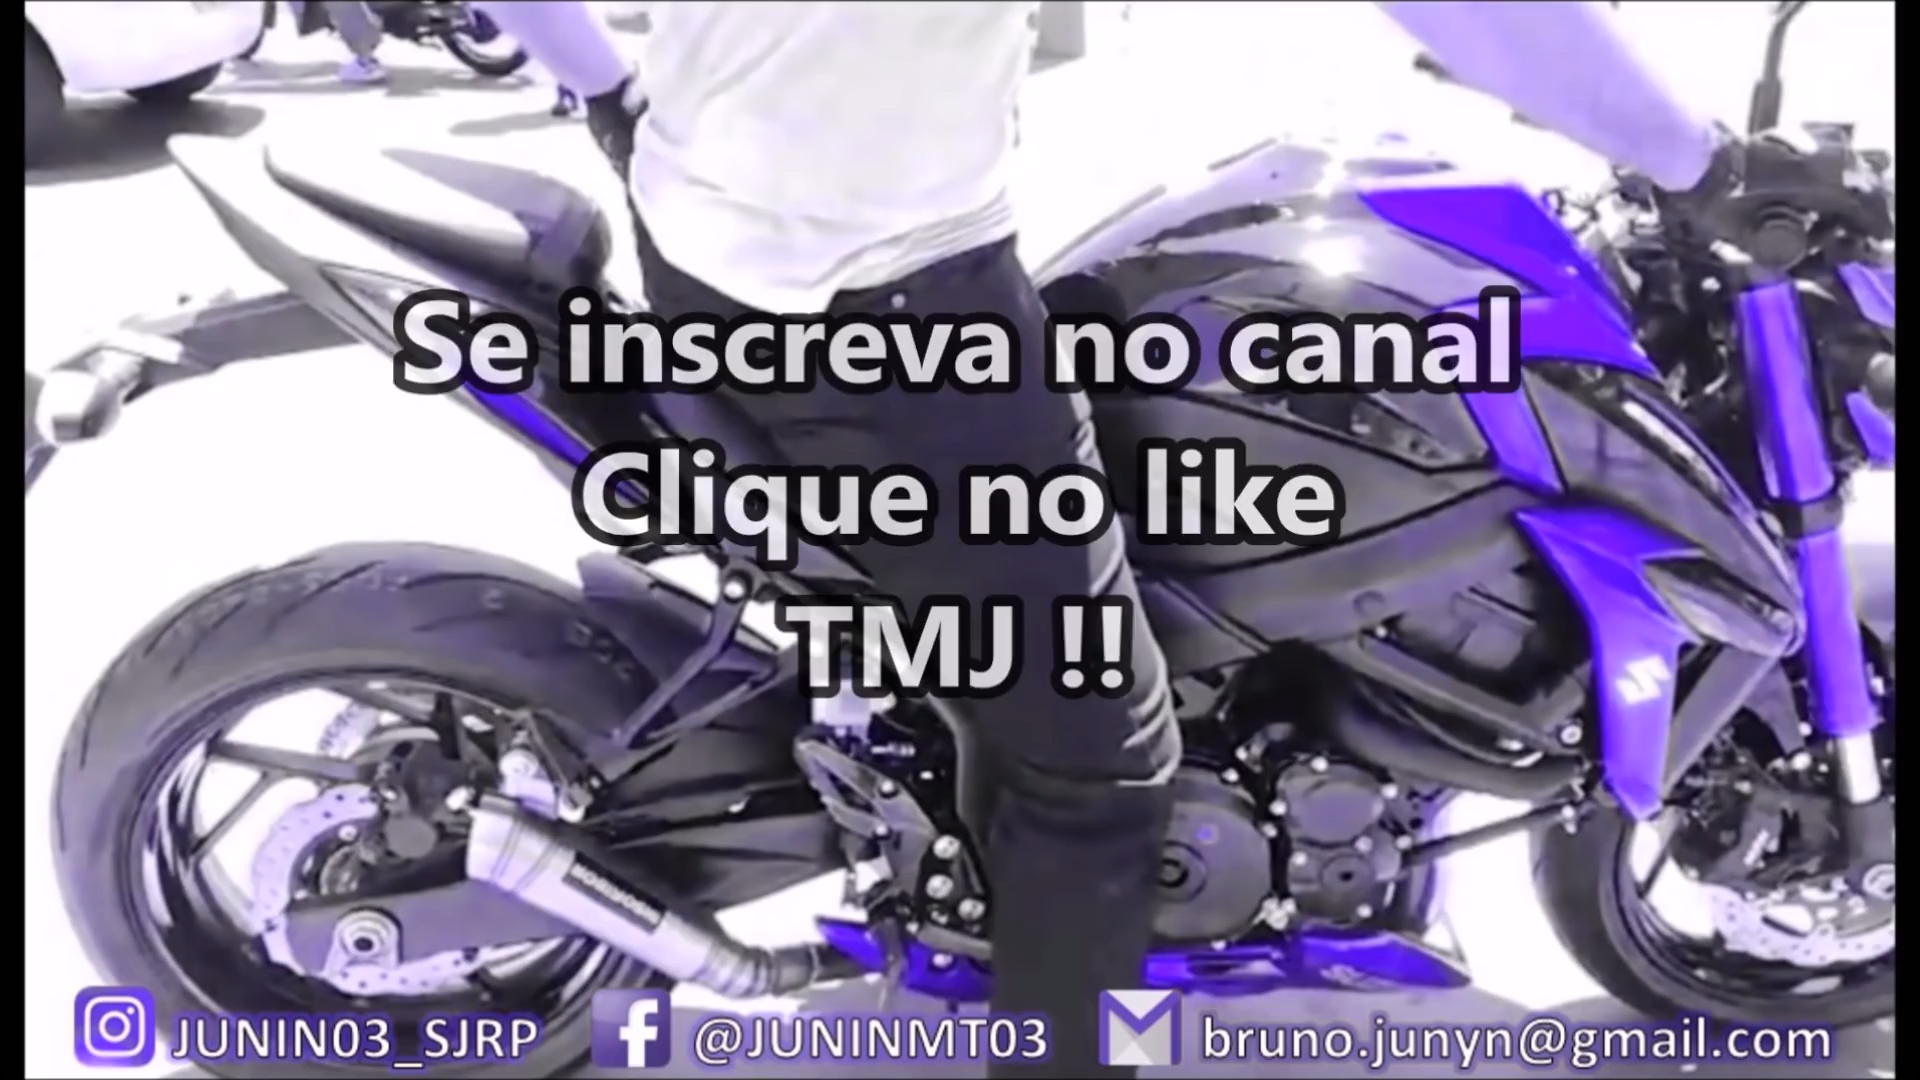 Se inscreva no canal
Clique no like
TMJ !!
JUNIN03_SJRP @JUNINMT03 bruno.junyn@gmail.com